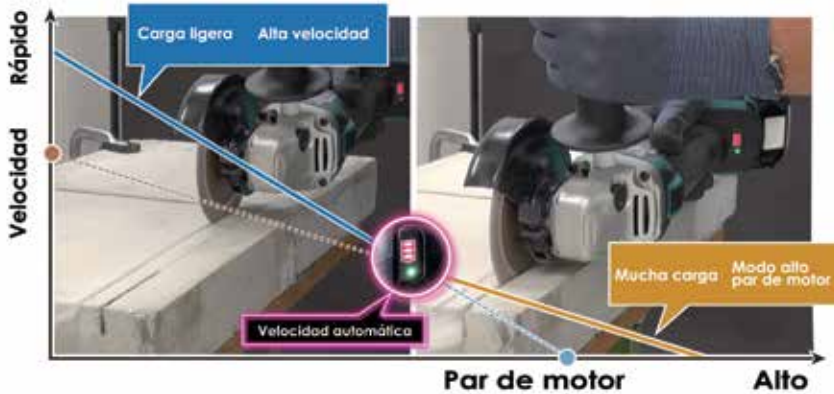 Rápido
Velocidad
Carga ligera Alta velocidad
Mucha carga Modo alto
par de motor
Velocidad automática
Par de motor
Alto